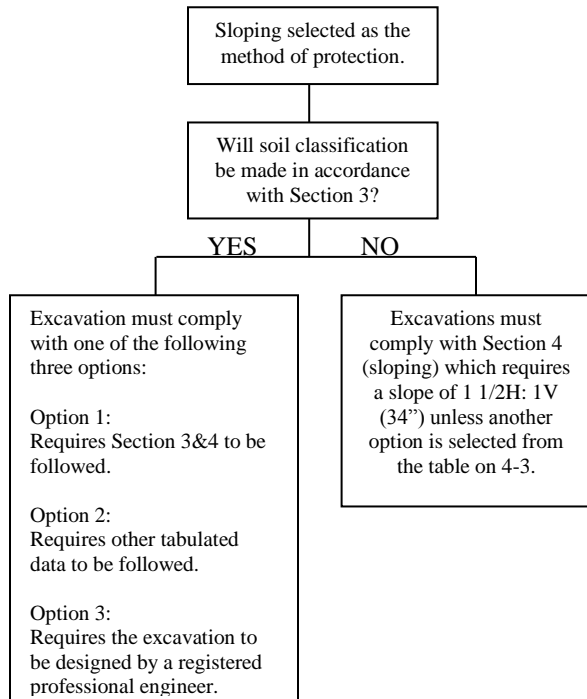 Sloping selected as the
method of protection.
Will soil classification
be made in accordance
with Section 3?
YES
NO
Excavation must comply
with one of the following
three options:
Option 1:
Requires Section 3&4 to be
followed.
Option 2:
Requires other tabulated
data to be followed.
Option 3:
Requires the excavation to
be designed by a registered
professional engineer.
Excavations must
comply with Section 4
(sloping) which requires
a slope of 1 1/2H: 1V
(34”) unless another
option is selected from
the table on 4-3.